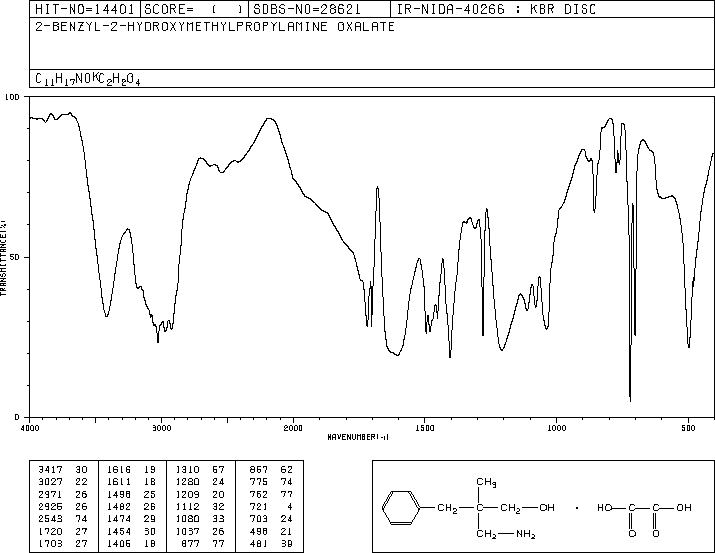 HIT-NO=14401 SCORE= ( ) SDBS-NO=28621 IR-NIDA-40266 : KBR DISC
2-BENZYL-2-HYDROXYMETHYLPROPYLAMINE OXALATE
C11H17NO*C2H2O4
100
TRANSMITTANCE(%)
50
0
4000 3000 2000 1500 1000 500
WAVENUMBER(-1)
3417 30 1616 19 1310 67 867 62
3027 22 1611 18 1280 24 775 74
2971 26 1498 25 1209 20 762 77
2925 26 1482 26 1112 32 721 4
2543 74 1474 29 1080 33 703 24
1720 27 1454 30 1037 26 498 21
1703 27 1405 18 877 77 481 39
CH3
CH2 C CH2 OH · HO C C OH
CH2 NH2 O O